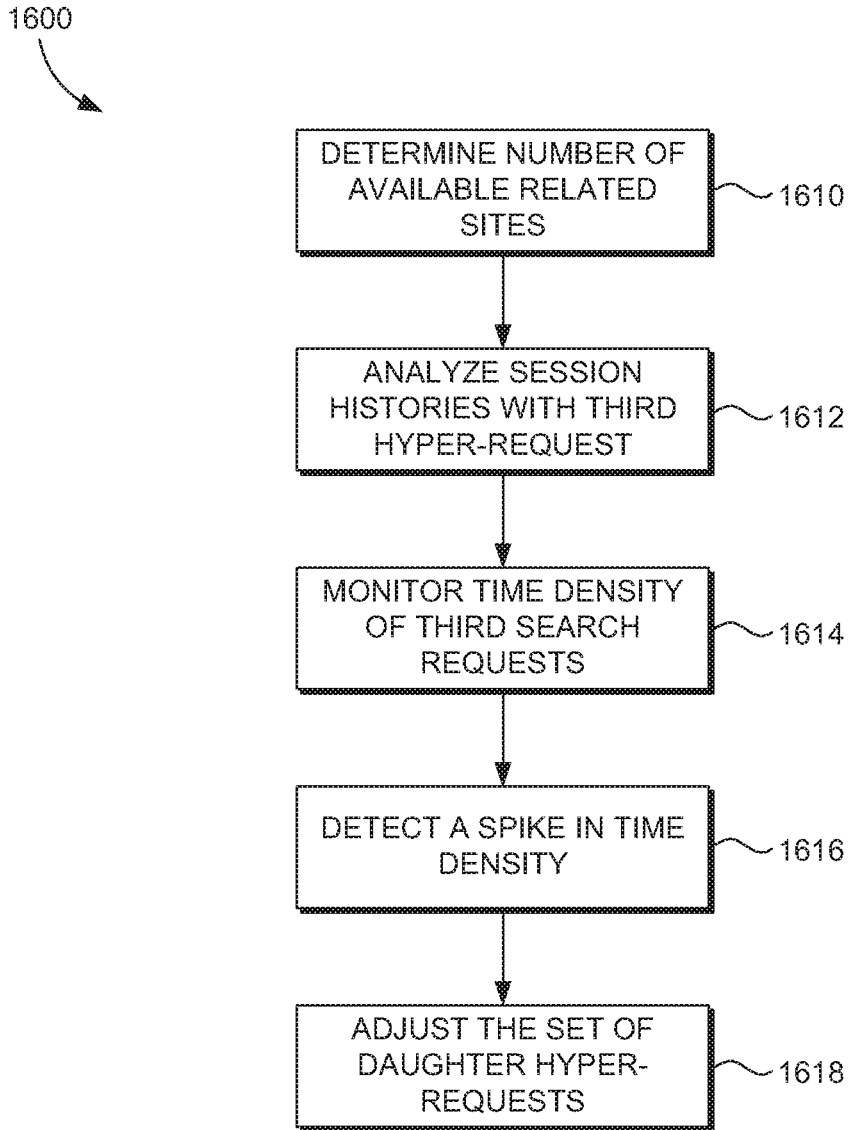 1600
DETERMINE NUMBER OF
AVAILABLE RELATED
SITES
1610
ANALYZE SESSION
HISTORIES WITH THIRD
HYPER-REQUEST
1612
MONITOR TIME DENSITY
OF THIRD SEARCH
REQUESTS
1614
DETECT A SPIKE IN TIME
DENSITY
1616
ADJUST THE SET OF
DAUGHTER HYPER-
REQUESTS
1618